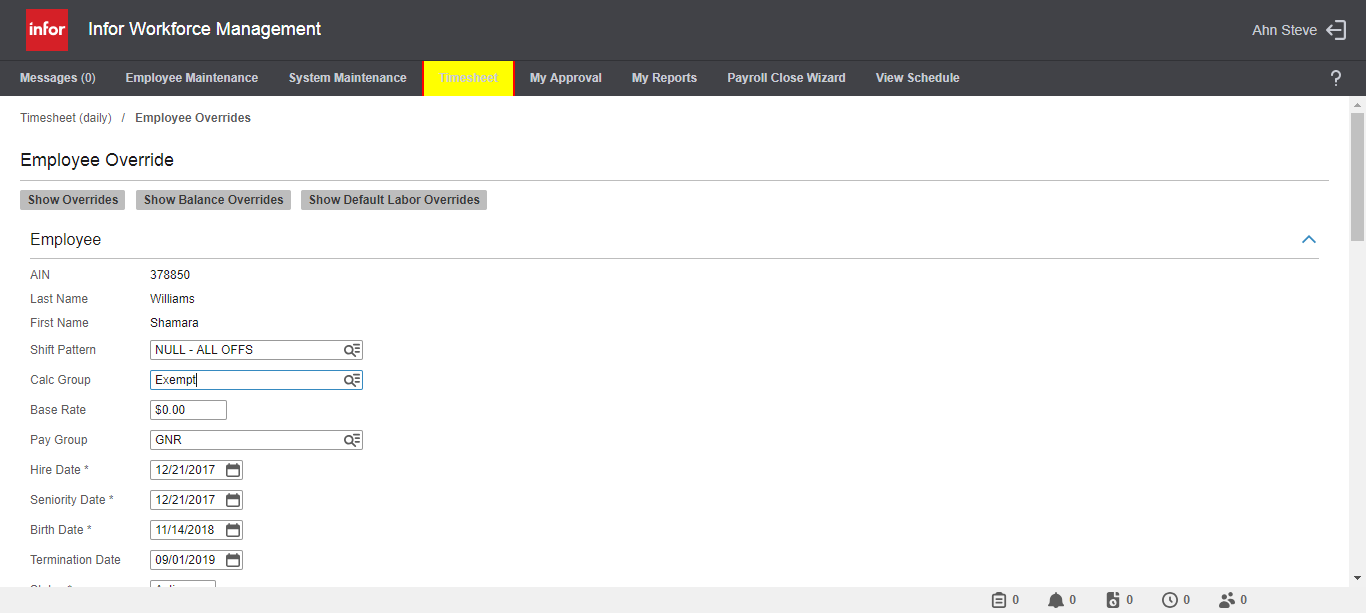 infor Infor Workforce Management Ahn Steve
Messages (0) Employee Maintenance System Maintenance Timesheet My Approval My Reports Payroll Close Wizard View Schedule ?
Timesheet (daily) / Employee Overrides
Employee Override
Show Overrides Show Balance Overrides Show Default Labor Overrides
Employee
AIN 378850
Last Name Williams
First Name Shamara
Shift Pattern NULL - ALL OFFS
Calc Group Exempt
Base Rate $0.00
Pay Group GNR
Hire Date * 12/21/2017
Seniority Date * 12/21/2017
Birth Date * 11/14/2018
Termination Date 09/01/2019
0 0 0 0 0